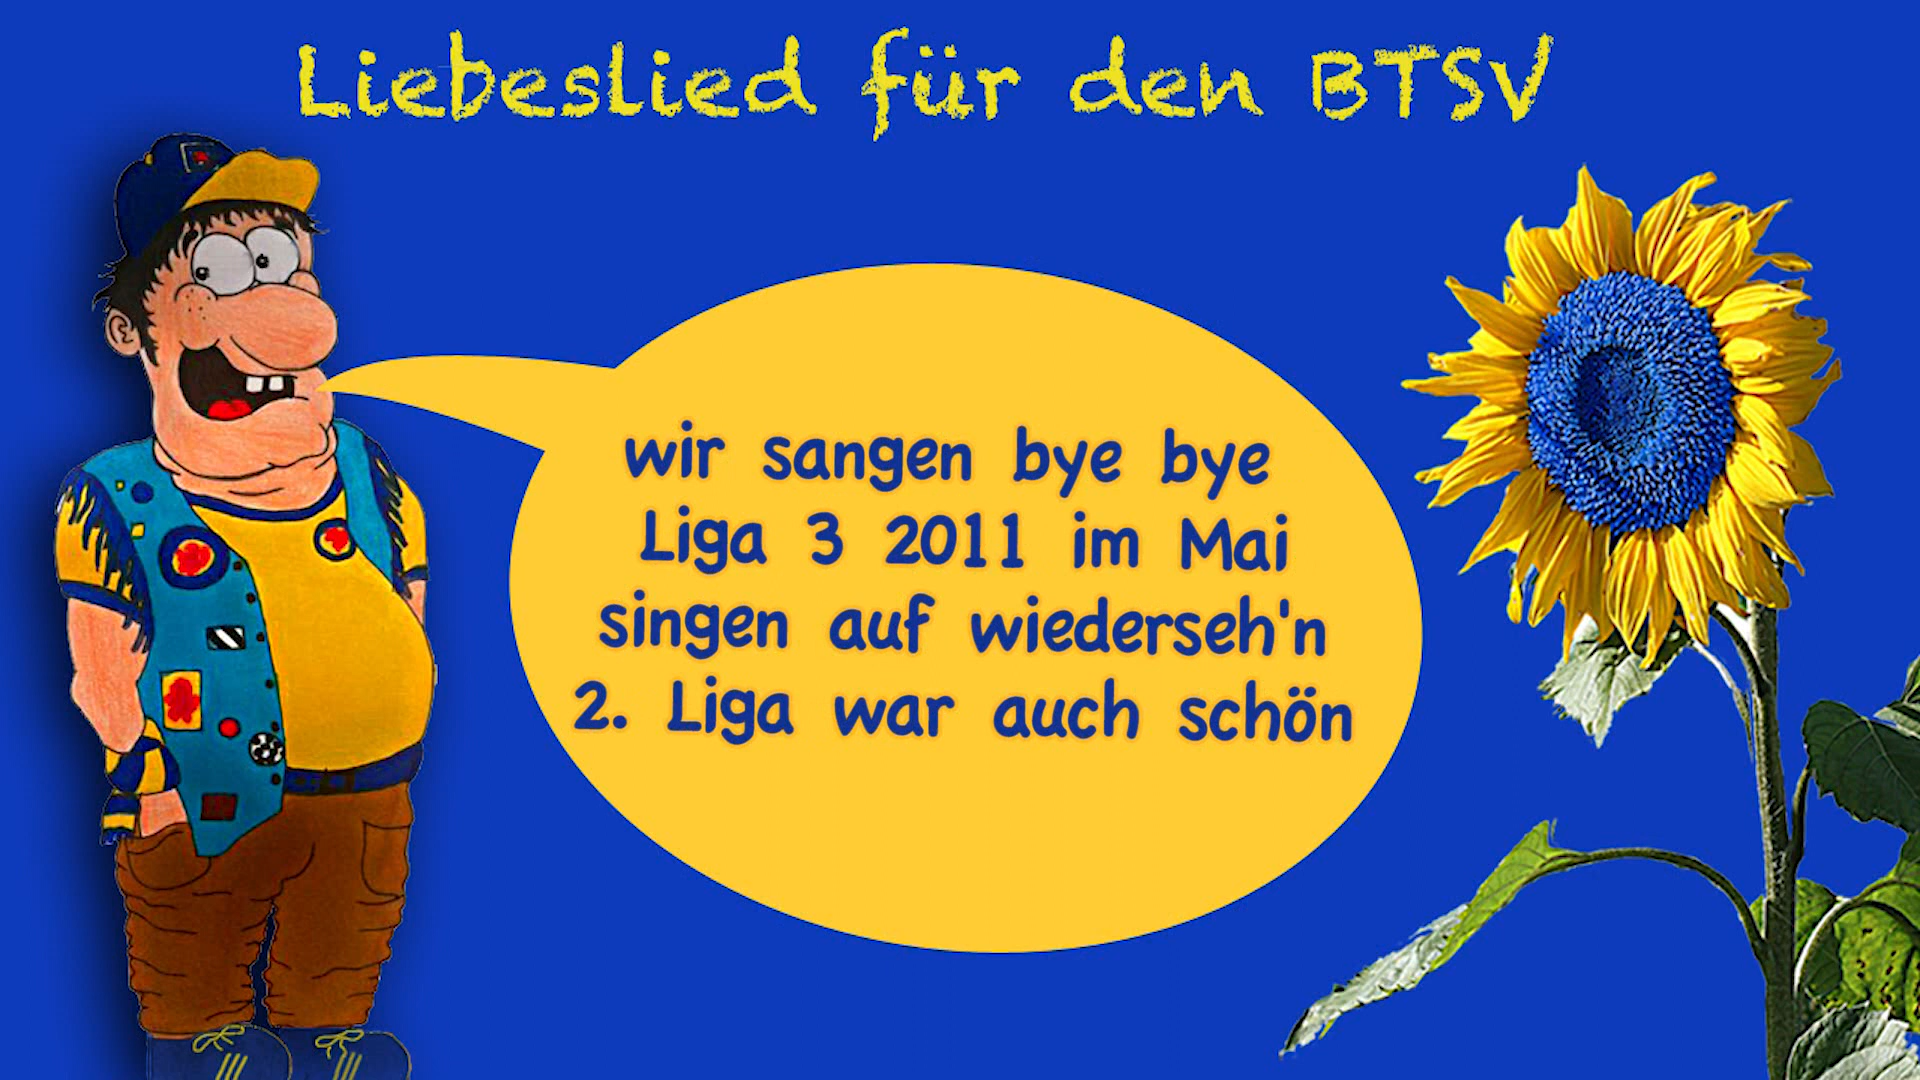 Liebeslied für den BTSV
wir sangen bye bye
Liga 3 2011 im Mai
singen auf wiederseh'n
2. Liga war auch schön